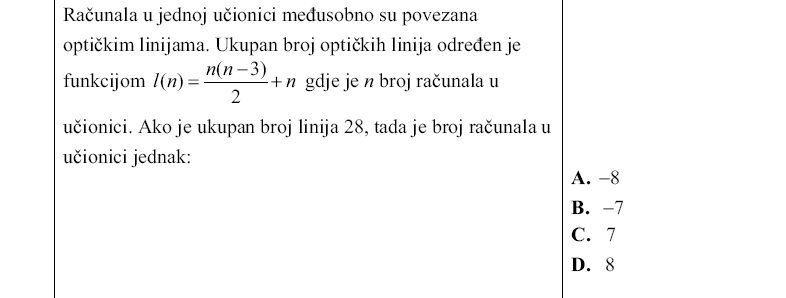 Računala u jednoj učionici međusobno su povezana
optičkim linijama. Ukupan broj optičkih linija određen je
funkcijom l(n) = n(n−3)/2 + n gdje je n broj računala u
učionici. Ako je ukupan broj linija 28, tada je broj računala u
učionici jednak:
A. −8
B. −7
C. 7
D. 8